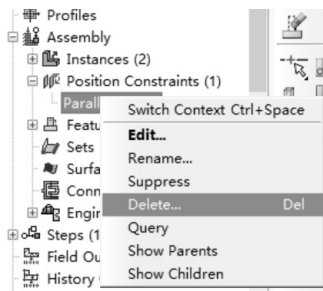 Profiles
Assembly
Instances (2)
Position Constraints (1)
Parall
Switch Context Ctrl+Space
Featu
Edit...
Sets
Rename...
Surfa
Suppress
Conn
Delete... Del
Engir
Query
Steps (1
Show Parents
Field Ou
Show Children
History